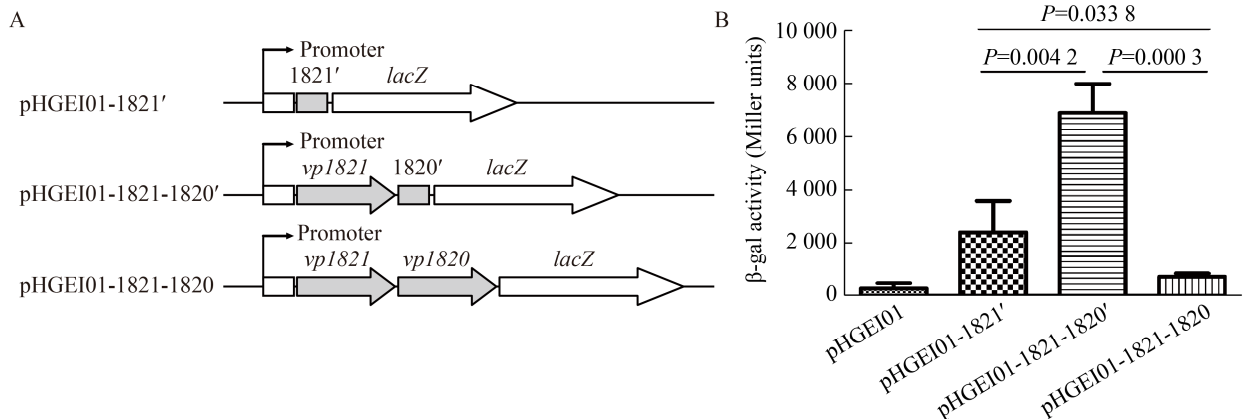 A
Promoter
1821′ lacZ
pHGEI01-1821′
Promoter
vp1821 1820′ lacZ
pHGEI01-1821-1820′
Promoter
vp1821 vp1820 lacZ
pHGEI01-1821-1820
B
P=0.033 8
P=0.004 2 P=0.000 3
β-gal activity (Miller units)
10 000
8 000
6 000
4 000
2 000
0
pHGEI01
pHGEI01-1821′
pHGEI01-1821-1820′
pHGEI01-1821-1820